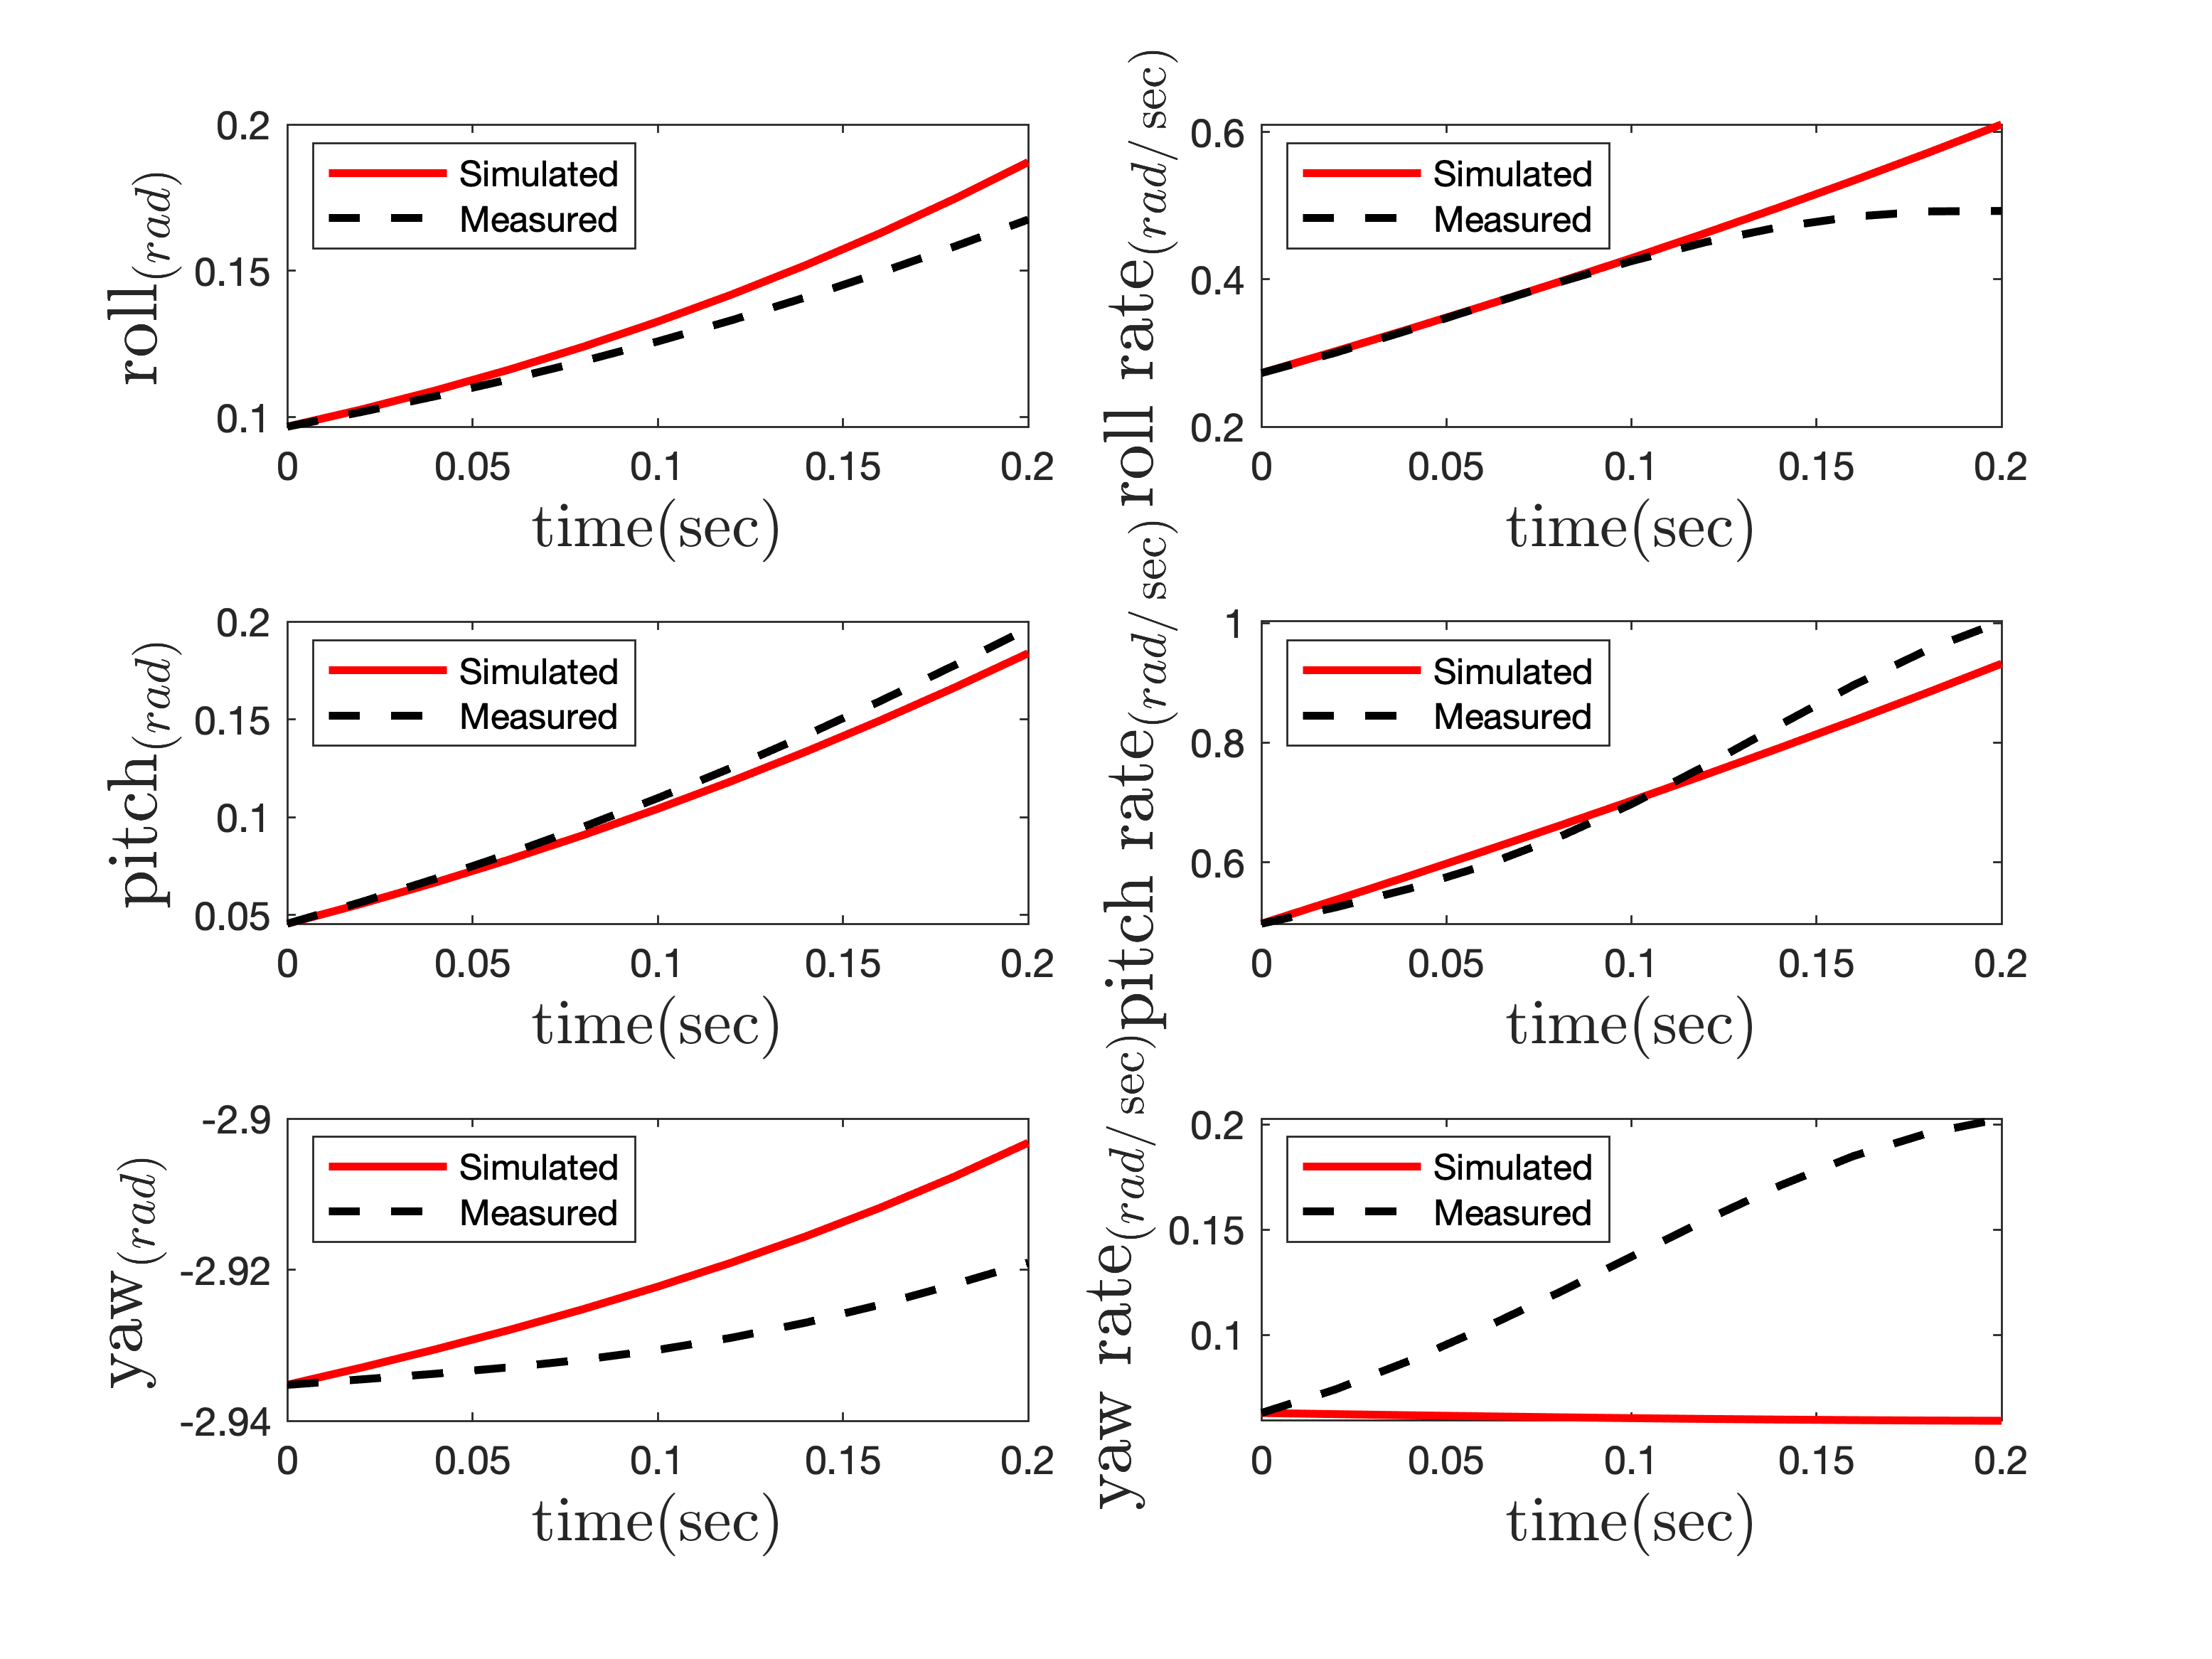 roll(rad)
0.2
0.15
0.1
Simulated
Measured
0 0.05 0.1 0.15 0.2
time(sec)
roll rate(rad/ sec)
0.6
0.4
0.2
Simulated
Measured
0 0.05 0.1 0.15 0.2
time(sec)
pitch(rad)
0.2
0.15
0.1
0.05
Simulated
Measured
0 0.05 0.1 0.15 0.2
time(sec)
pitch rate(rad/ sec)
1
0.8
0.6
Simulated
Measured
0 0.05 0.1 0.15 0.2
time(sec)
yaw(rad)
-2.9
-2.92
-2.94
Simulated
Measured
0 0.05 0.1 0.15 0.2
time(sec)
yaw rate(rad/ sec)
0.2
0.15
0.1
Simulated
Measured
0 0.05 0.1 0.15 0.2
time(sec)